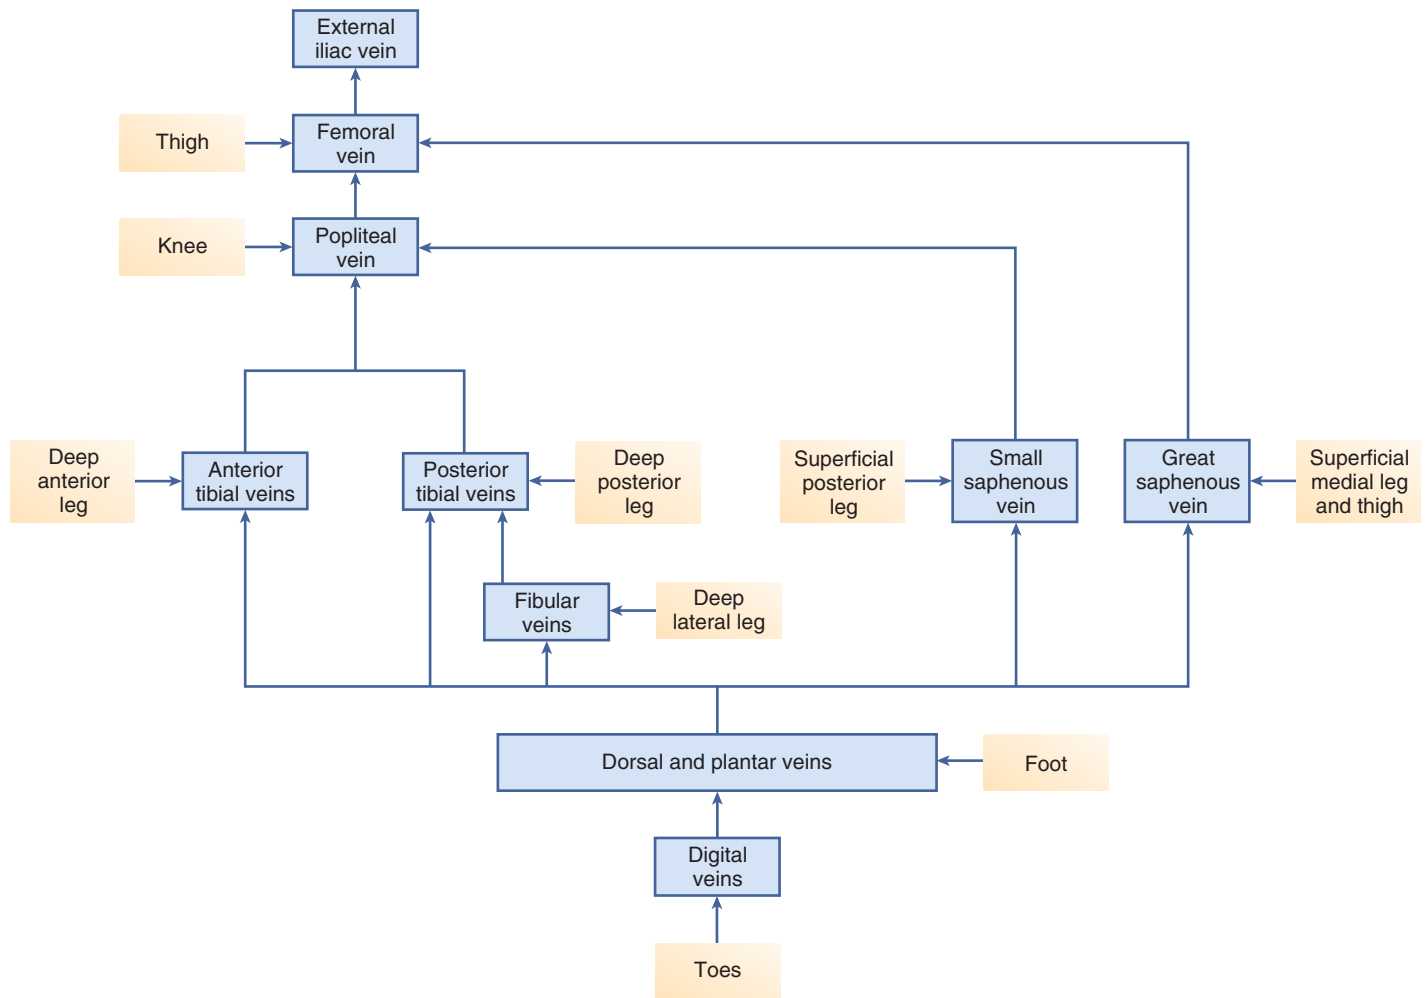 External
iliac vein
Thigh
Femoral
vein
Knee
Popliteal
vein
Deep
anterior
leg
Anterior
tibial veins
Posterior
tibial veins
Deep
posterior
leg
Superficial
posterior
leg
Small
saphenous
vein
Great
saphenous
vein
Superficial
medial leg
and thigh
Fibular
veins
Deep
lateral leg
Dorsal and plantar veins
Foot
Digital
veins
Toes